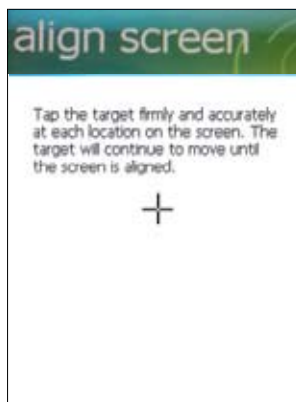 align screen
Tap the target firmly and accurately
at each location on the screen. The
target will continue to move until
the screen is aligned.